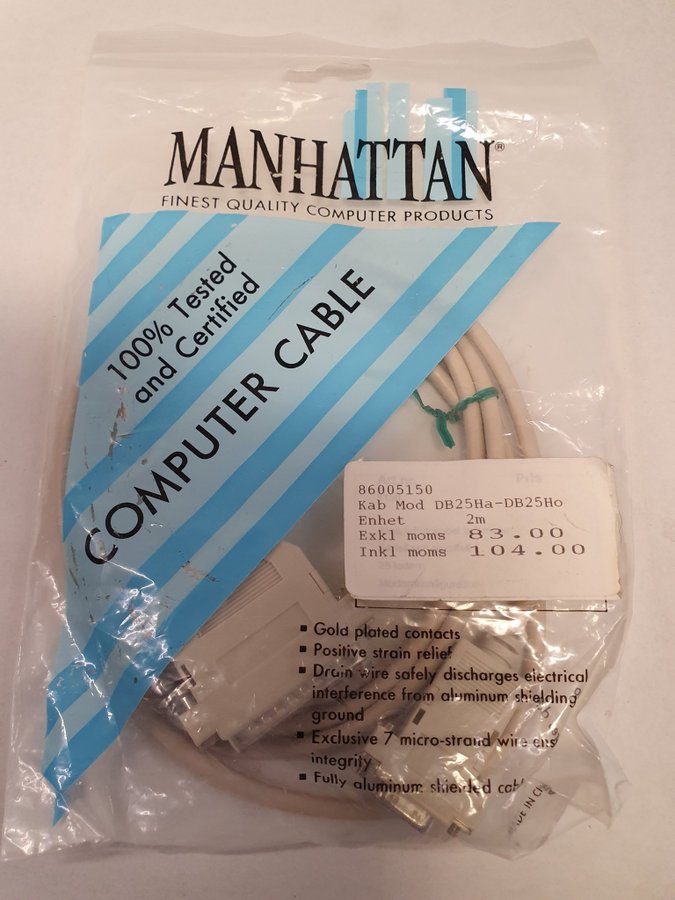 MANHATTAN®
FINEST QUALITY COMPUTER PRODUCTS
100% Tested
and Certified
COMPUTER CABLE
Pris
86005150
Kab Mod DB25Ha-DB25Ho
Enhet 2m
Exkl moms 83.00
Inkl moms 104.00
▪ Gold plated contacts
▪ Positive strain relief
▪ Drain wire safely discharges electrical
interference from aluminum shielding
ground
▪ Exclusive 7 micro-strand wire
integrity
▪ Fully aluminum shielded
IN